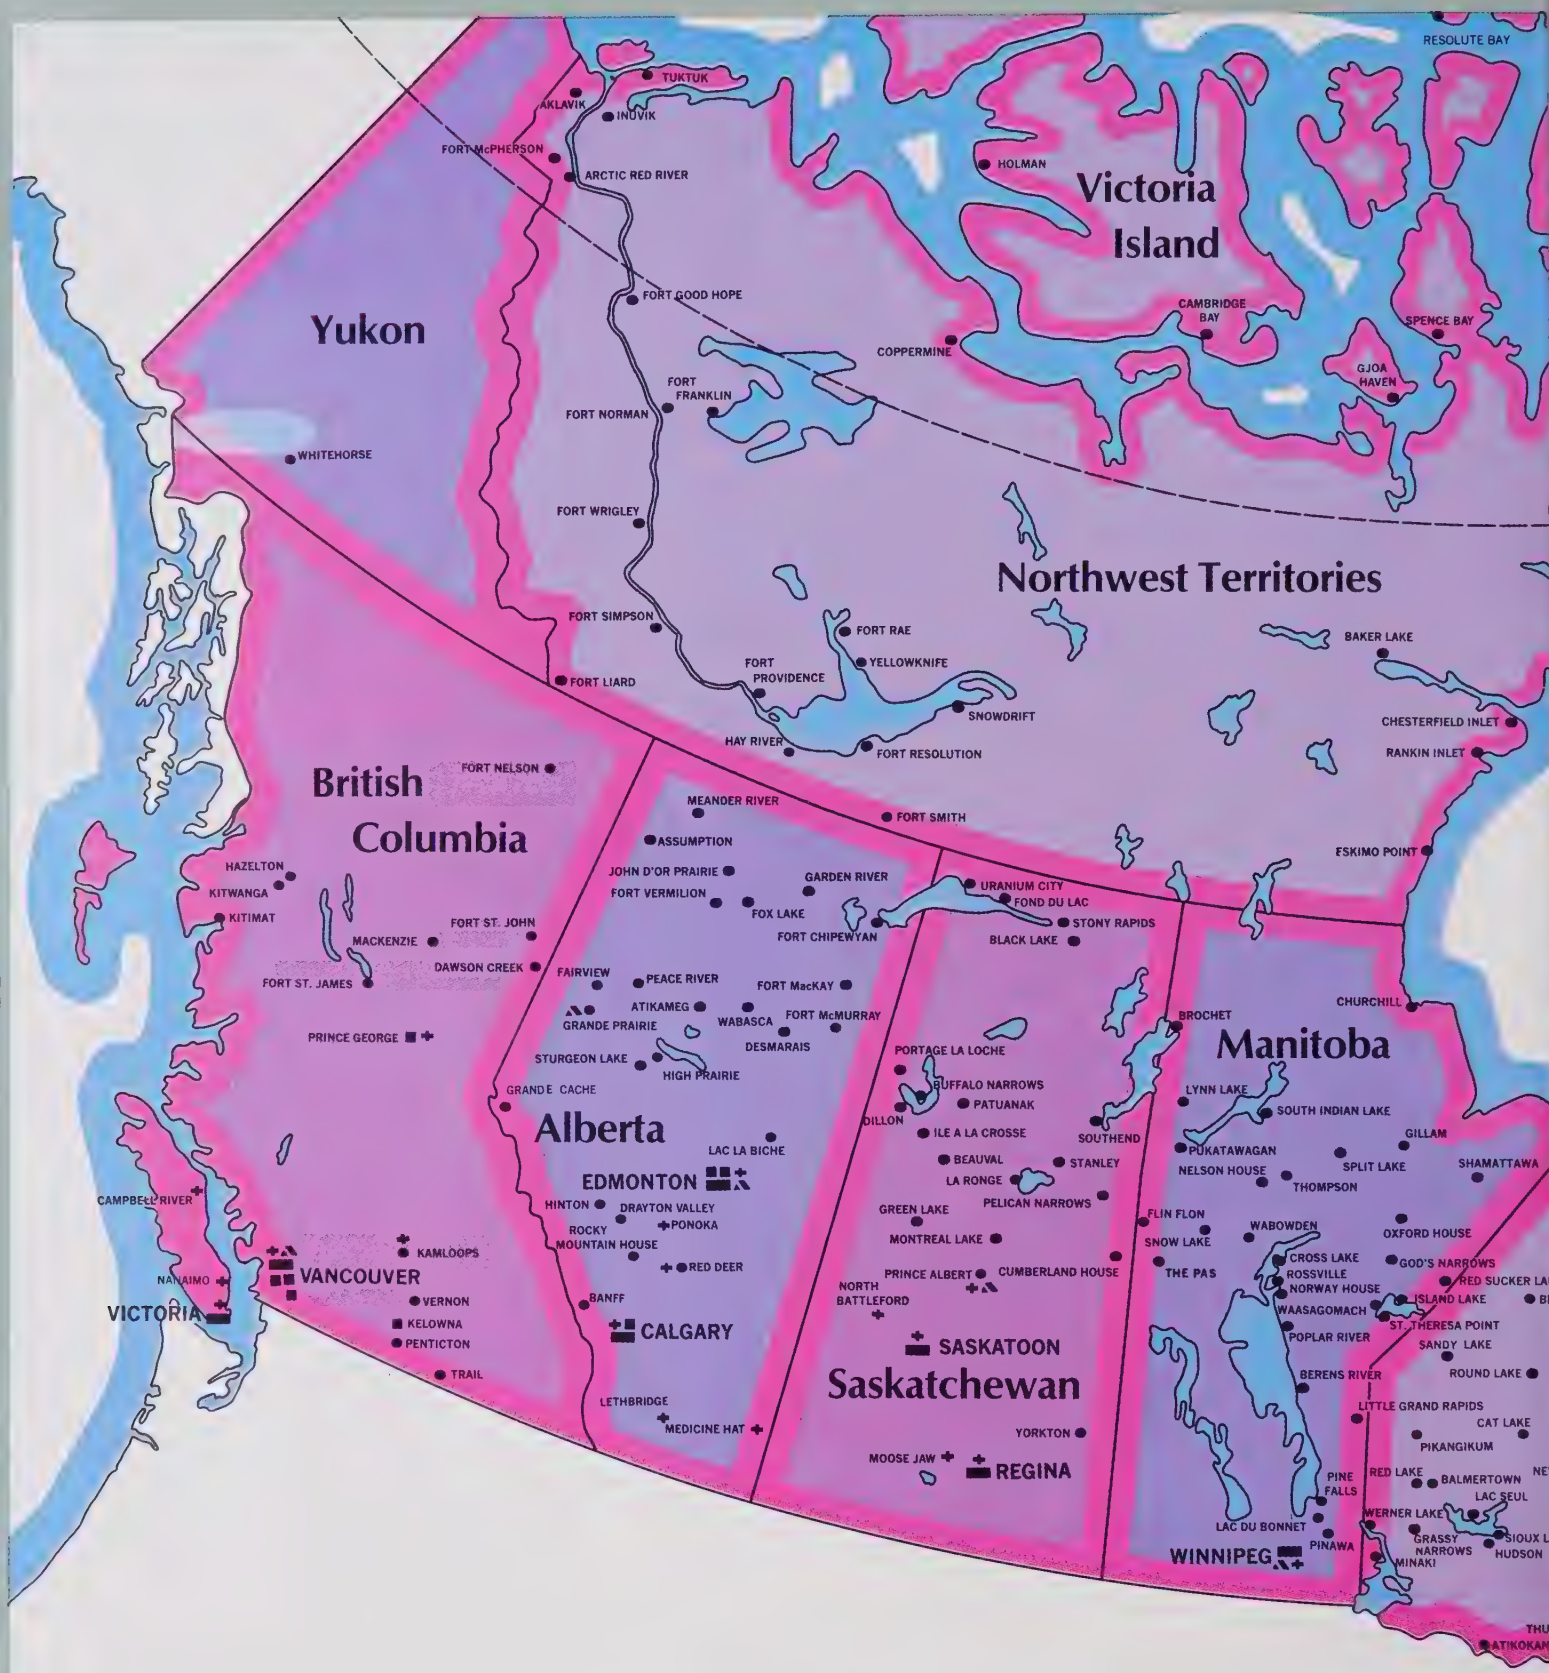 RESOLUTE BAY
TUKTUK
AKLAVIK
INUVIK
FORT McPHERSON
ARCTIC RED RIVER
HOLMAN
Victoria
Island
FORT GOOD HOPE
CAMBRIDGE
BAY
SPENCE BAY
Yukon
COPPERMINE
GJOA
HAVEN
FORT
FRANKLIN
FORT NORMAN
WHITEHORSE
FORT WRIGLEY
Northwest Territories
FORT SIMPSON
FORT RAE
BAKER LAKE
YELLOWKNIFE
FORT
PROVIDENCE
FORT LIARD
SNOWDRIFT
CHESTERFIELD INLET
HAY RIVER
FORT RESOLUTION
RANKIN INLET
British
Columbia
FORT NELSON
MEANDER RIVER
FORT SMITH
ASSUMPTION
ESKIMO POINT
HAZELTON
KITWANGA
KITIMAT
JOHN D'OR PRAIRIE
GARDEN RIVER
FORT VERMILION
FOX LAKE
URANIUM CITY
FOND DU LAC
STONY RAPIDS
FORT CHIPEWYAN
BLACK LAKE
FORT ST. JOHN
MACKENZIE
DAWSON CREEK
FORT ST. JAMES
FAIRVIEW
PEACE RIVER
FORT MacKAY
CHURCHILL
ATIKAMEG
WABASCA
FORT McMURRAY
GRANDE PRAIRIE
DESMARAIS
BROCHET
PRINCE GEORGE
Manitoba
STURGEON LAKE
HIGH PRAIRIE
PORTAGE LA LOCHE
BUFFALO NARROWS
GRANDE CACHE
LYNN LAKE
PATUANAK
SOUTH INDIAN LAKE
DILLON
Alberta
ILE A LA CROSSE
SOUTHEND
GILLAM
LAC LA BICHE
PUKATAWAGAN
BEAUVAL
STANLEY
SPLIT LAKE
SHAMATTAWA
NELSON HOUSE
THOMPSON
EDMONTON
LA RONGE
PELICAN NARROWS
CAMPBELL RIVER
HINTON
DRAYTON VALLEY
GREEN LAKE
FLIN FLON
PONOKA
WABOWDEN
OXFORD HOUSE
ROCKY
MOUNTAIN HOUSE
MONTREAL LAKE
SNOW LAKE
KAMLOOPS
CROSS LAKE
GOD'S NARROWS
RED DEER
VANCOUVER
PRINCE ALBERT
CUMBERLAND HOUSE
THE PAS
ROSSVILLE
NANAIMO
NORWAY HOUSE
RED SUCKER LA
NORTH
BATTLEFORD
BANFF
VERNON
ISLAND LAKE
WAASAGOMACH
VICTORIA
KELOWNA
ST. THERESA POINT
CALGARY
POPLAR RIVER
PENTICTON
SASKATOON
SANDY LAKE
TRAIL
Saskatchewan
BERENS RIVER
ROUND LAKE
LETHBRIDGE
LITTLE GRAND RAPIDS
MEDICINE HAT
YORKTON
CAT LAKE
PIKANGIKUM
MOOSE JAW
REGINA
RED LAKE
BALMERTOWN
NE
PINE
FALLS
LAC SEUL
LAC DU BONNET
WERNER LAKE
PINAWA
GRASSY
NARROWS
SIOUX L
HUDSON
WINNIPEG
MINAKI
THU
ATIKOKAN